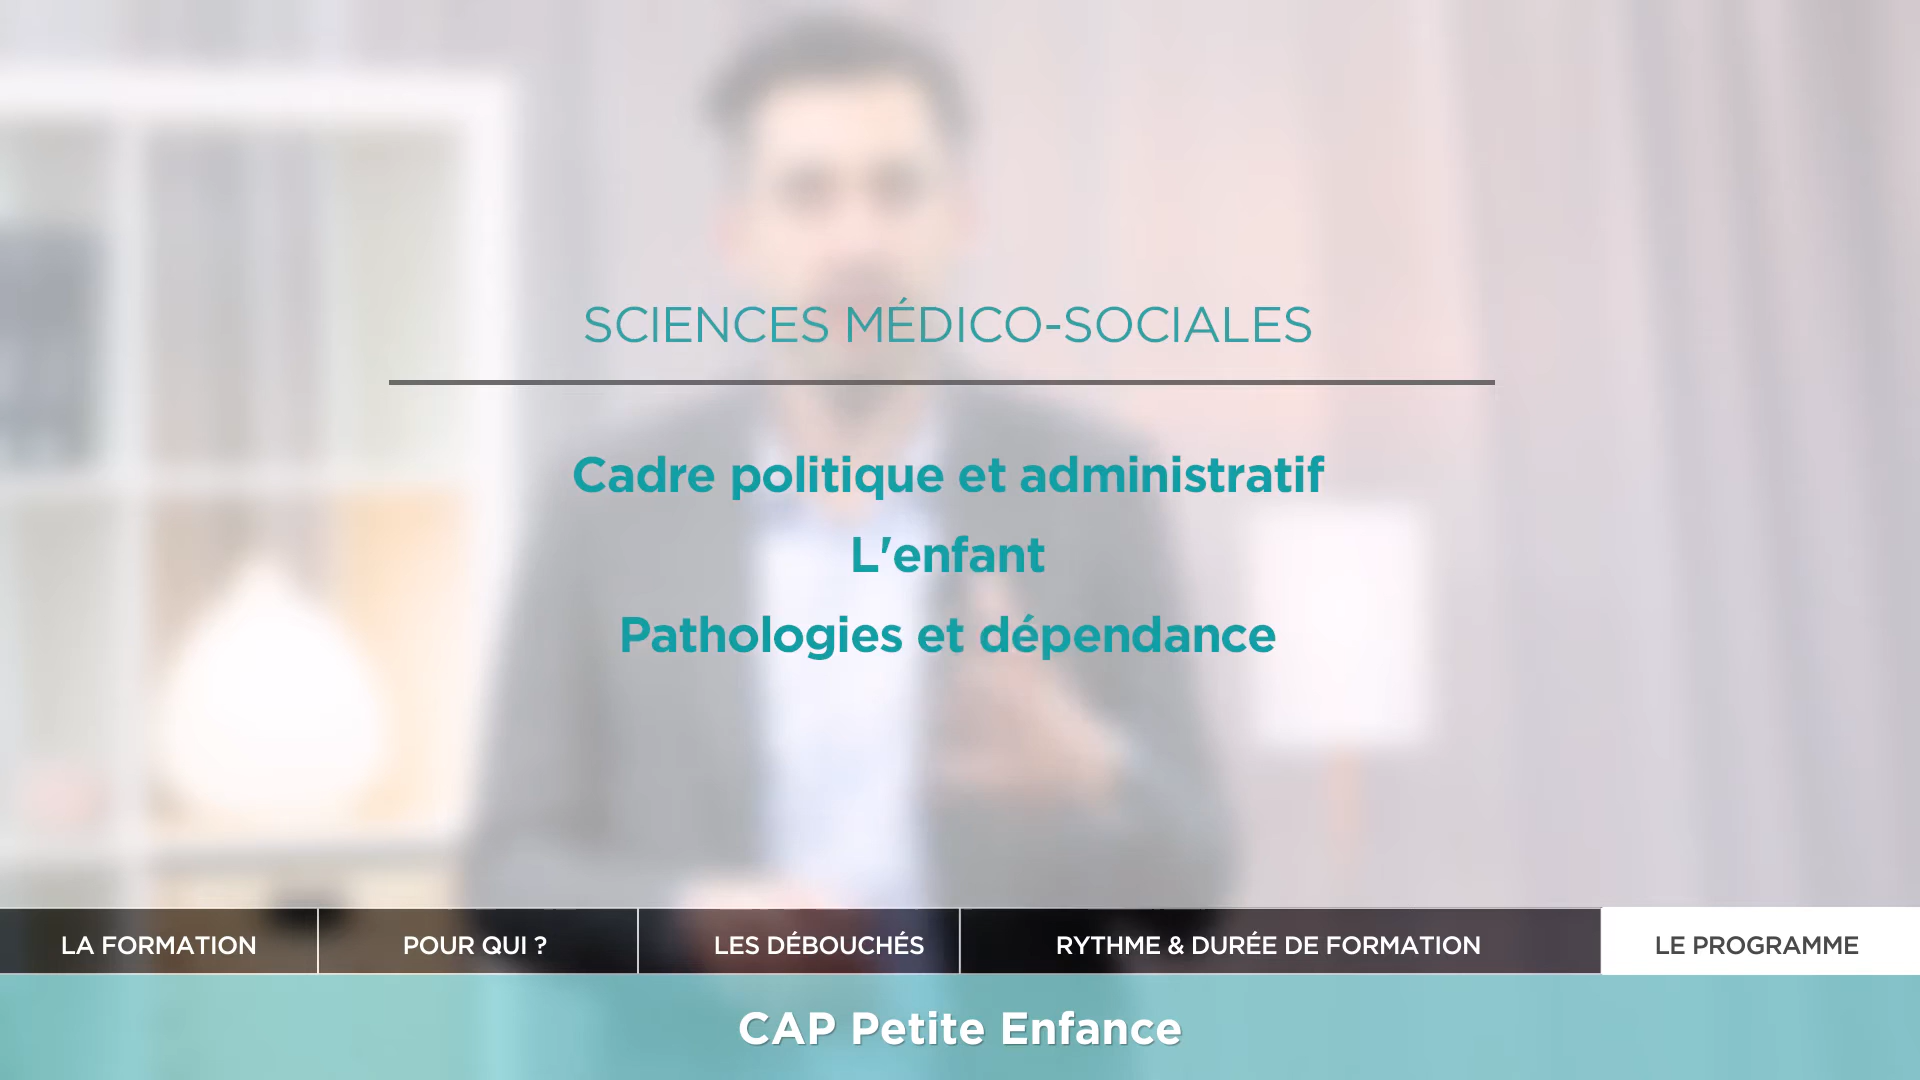 SCIENCES MÉDICO-SOCIALES
Cadre politique et administratif
L'enfant
Pathologies et dépendance
LA FORMATION
POUR QUI ?
LES DÉBOUCHÉS
RYTHME & DURÉE DE FORMATION
LE PROGRAMME
CAP Petite Enfance